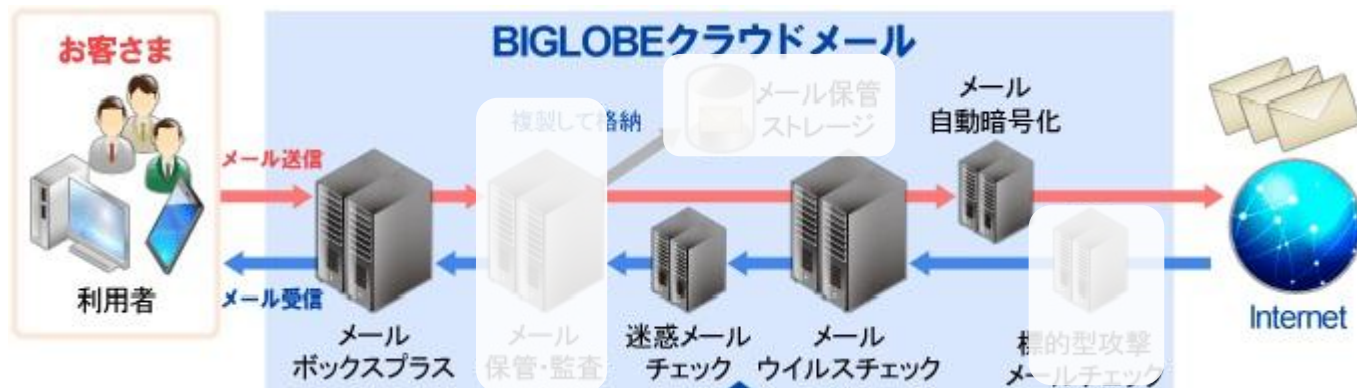 BIGLOBEクラウドメール
お客さま
利用者
メール送信
メール受信
複製して格納
メール保管
ストレージ
メール
自動暗号化
メール
ボックスプラス
メール
保管・監査
迷惑メール
チェック
メール
ウイルスチェック
標的型攻撃
メールチェック
Internet